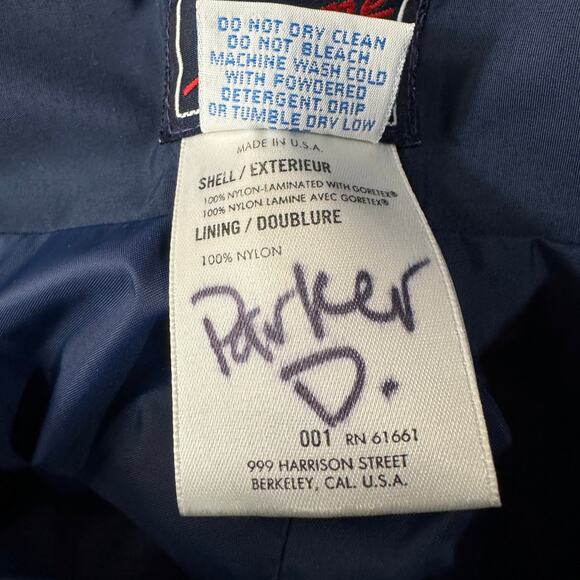 DO NOT DRY CLEAN
DO NOT BLEACH
MACHINE WASH COLD
WITH POWDERED
DETERGENT. DRIP
OR TUMBLE DRY LOW
MADE IN U.S.A.
SHELL / EXTERIEUR
100% NYLON-LAMINATED WITH GORETEX®
100% NYLON LAMINE AVEC GORETEX®
LINING / DOUBLURE
100% NYLON
Parker
D.
001 RN 61661
999 HARRISON STREET
BERKELEY, CAL. U.S.A.